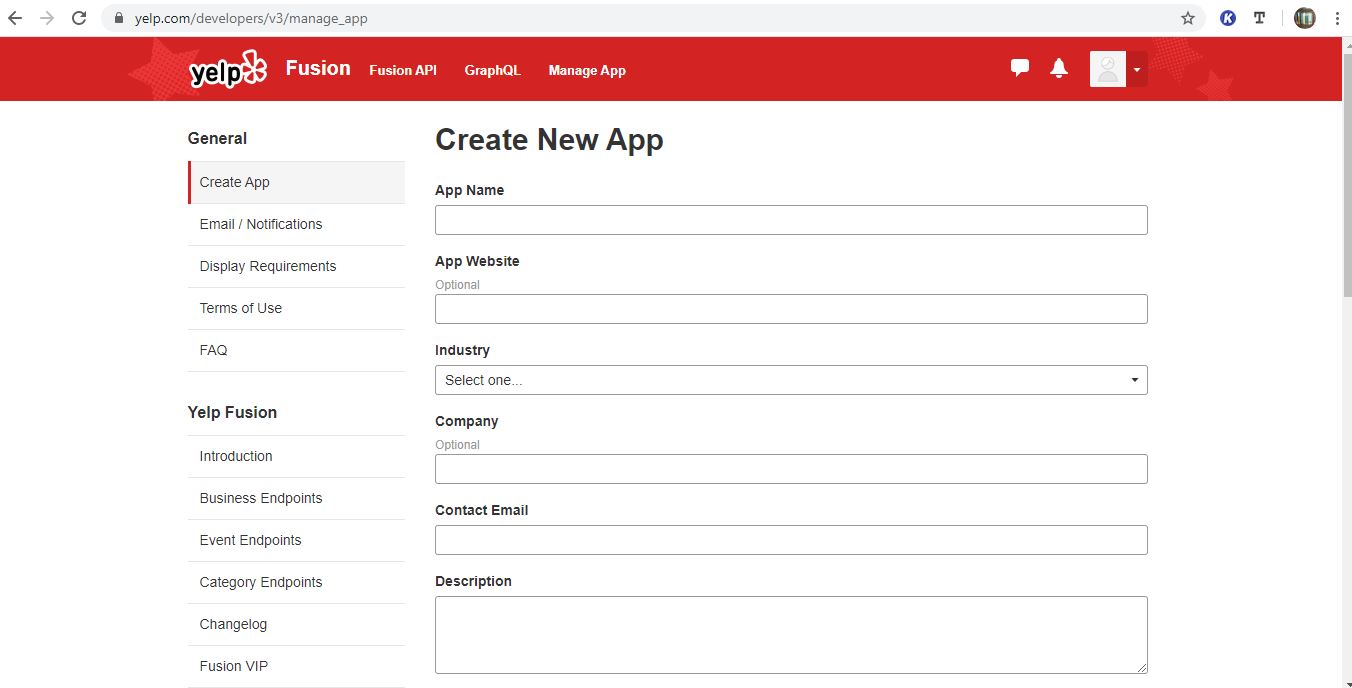 yelp.com/developers/v3/manage_app
K T
yelp Fusion Fusion API GraphQL Manage App
General
Create App
Email / Notifications
Display Requirements
Terms of Use
FAQ
Yelp Fusion
Introduction
Business Endpoints
Event Endpoints
Category Endpoints
Changelog
Fusion VIP
Create New App
App Name
App Website
Optional
Industry
Select one...
Company
Optional
Contact Email
Description